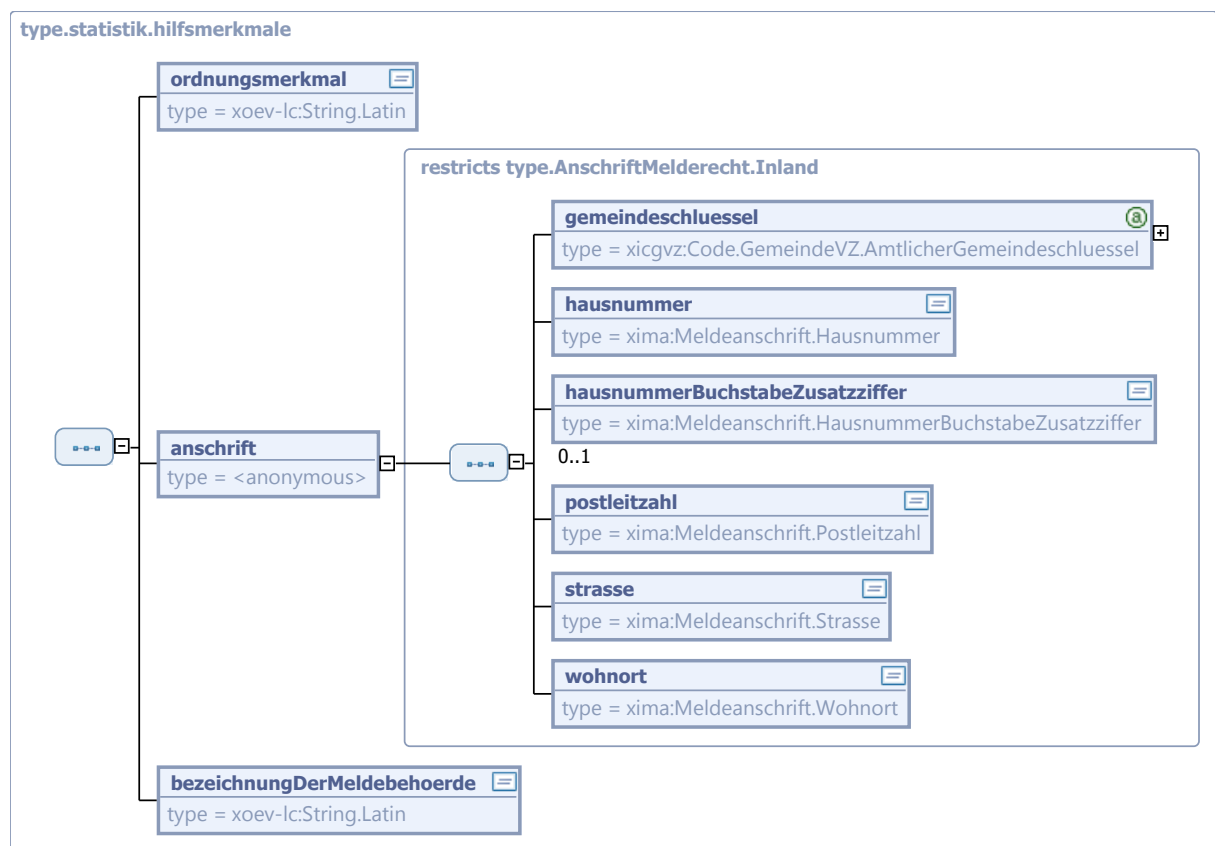 type.statistik.hilfsmerkmale
ordnungsmerkmal
type = xoev-lc:String.Latin
restricts type.AnschriftMelderecht.Inland
gemeindeschluessel
a
type = xicgvz:Code.GemeindeVZ.AmtlicherGemeindeschluessel
hausnummer
type = xima:Meldeanschrift.Hausnummer
hausnummerBuchstabeZusatzziffer
type = xima:Meldeanschrift.HausnummerBuchstabeZusatzziffer
0..1
anschrift
type = <anonymous>
postleitzahl
type = xima:Meldeanschrift.Postleitzahl
strasse
type = xima:Meldeanschrift.Strasse
wohnort
type = xima:Meldeanschrift.Wohnort
bezeichnungDerMeldebehoerde
type = xoev-lc:String.Latin